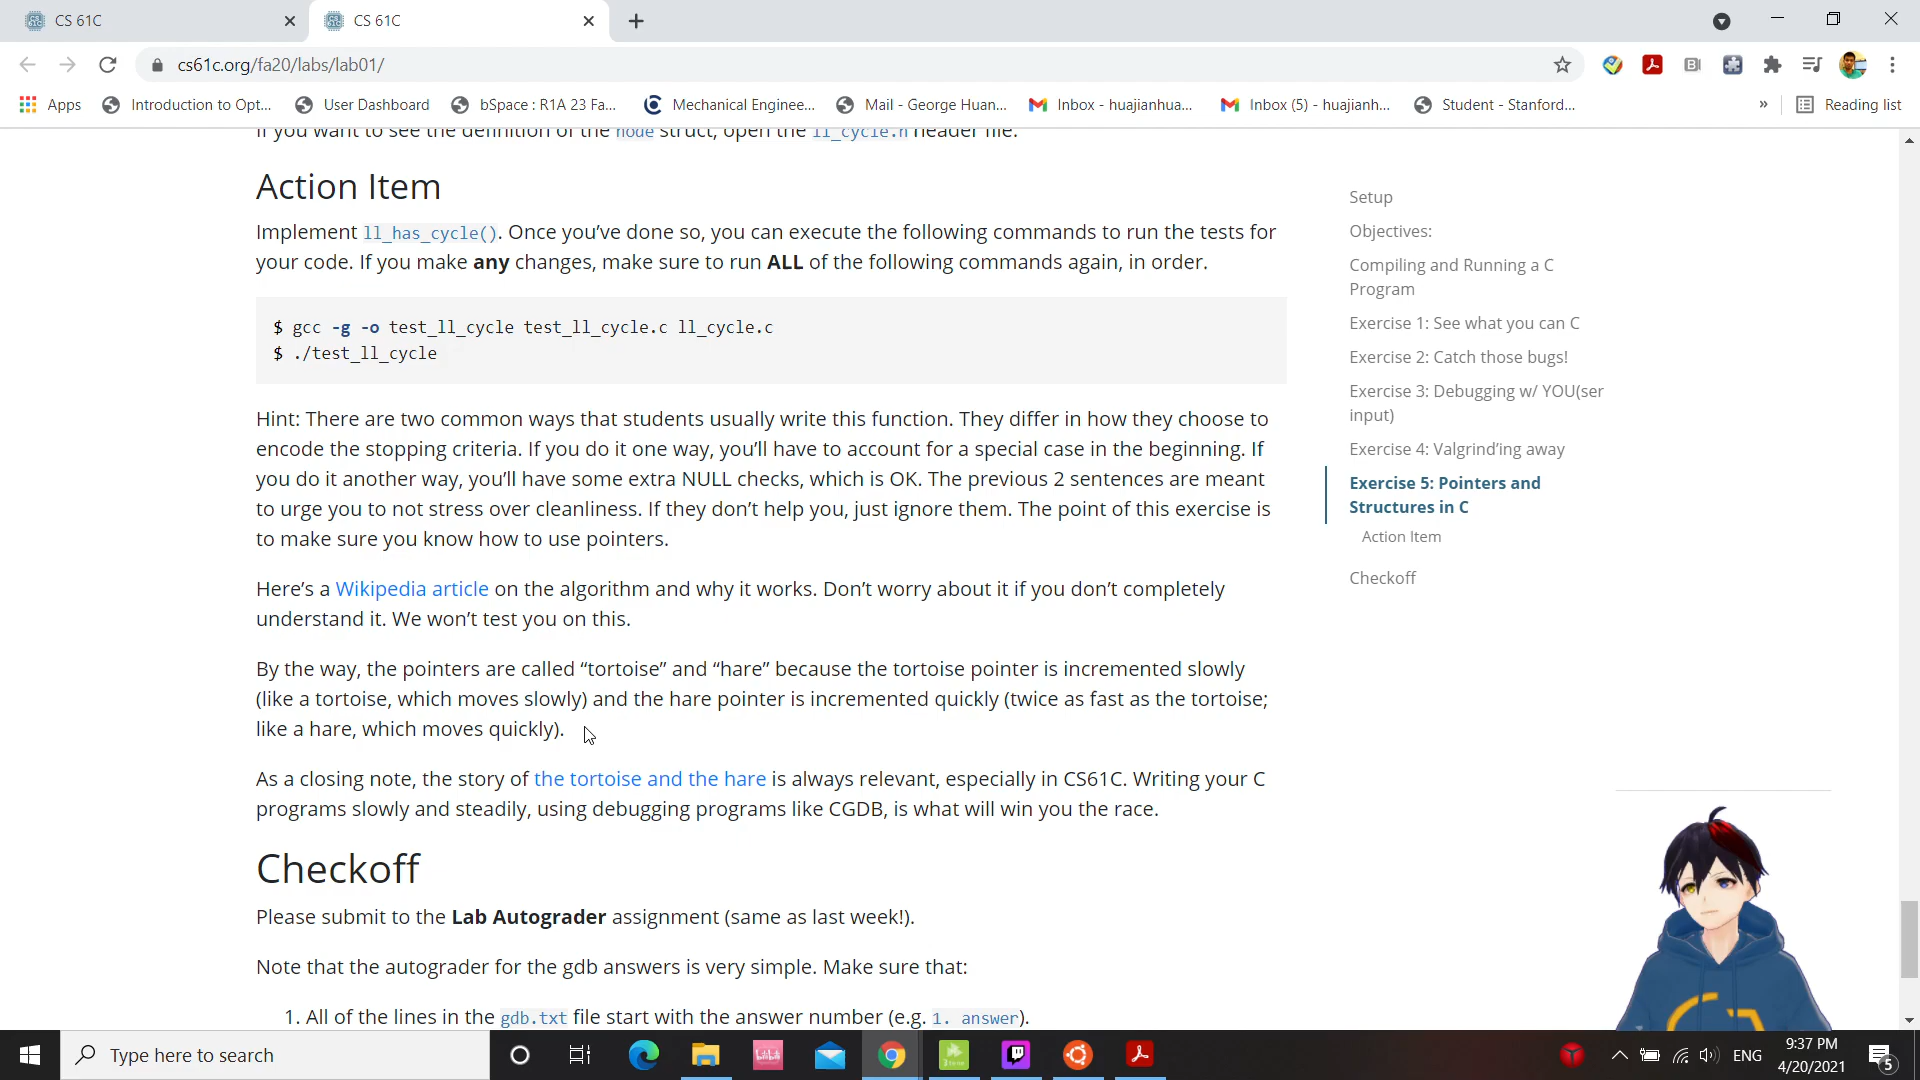 CS 61C
CS 61C
cs61c.org/fa20/labs/lab01/
Apps
Introduction to Opt...
User Dashboard
bSpace : R1A 23 Fa...
Mechanical Enginee...
Mail - George Huan...
Inbox - huajianhua...
Inbox (5) - huajianh...
Student - Stanford...
»
Reading list
If you want to see the definition of the node struct, open the ll_cycle.h header file.
Action Item
Implement ll_has_cycle(). Once you've done so, you can execute the following commands to run the tests for
your code. If you make any changes, make sure to run ALL of the following commands again, in order.
$ gcc -g -o test_ll_cycle test_ll_cycle.c ll_cycle.c
$ ./test_ll_cycle
Hint: There are two common ways that students usually write this function. They differ in how they choose to
encode the stopping criteria. If you do it one way, you'll have to account for a special case in the beginning. If
you do it another way, you'll have some extra NULL checks, which is OK. The previous 2 sentences are meant
to urge you to not stress over cleanliness. If they don't help you, just ignore them. The point of this exercise is
to make sure you know how to use pointers.
Here's a Wikipedia article on the algorithm and why it works. Don't worry about it if you don't completely
understand it. We won't test you on this.
By the way, the pointers are called “tortoise” and “hare” because the tortoise pointer is incremented slowly
(like a tortoise, which moves slowly) and the hare pointer is incremented quickly (twice as fast as the tortoise;
like a hare, which moves quickly).
As a closing note, the story of the tortoise and the hare is always relevant, especially in CS61C. Writing your C
programs slowly and steadily, using debugging programs like CGDB, is what will win you the race.
Checkoff
Please submit to the Lab Autograder assignment (same as last week!).
Note that the autograder for the gdb answers is very simple. Make sure that:
1. All of the lines in the gdb.txt file start with the answer number (e.g. 1. answer).
Setup
Objectives:
Compiling and Running a C
Program
Exercise 1: See what you can C
Exercise 2: Catch those bugs!
Exercise 3: Debugging w/ YOU(ser
input)
Exercise 4: Valgrind'ing away
Exercise 5: Pointers and
Structures in C
Action Item
Checkoff
Type here to search
ENG
9:37 PM
4/20/2021
5